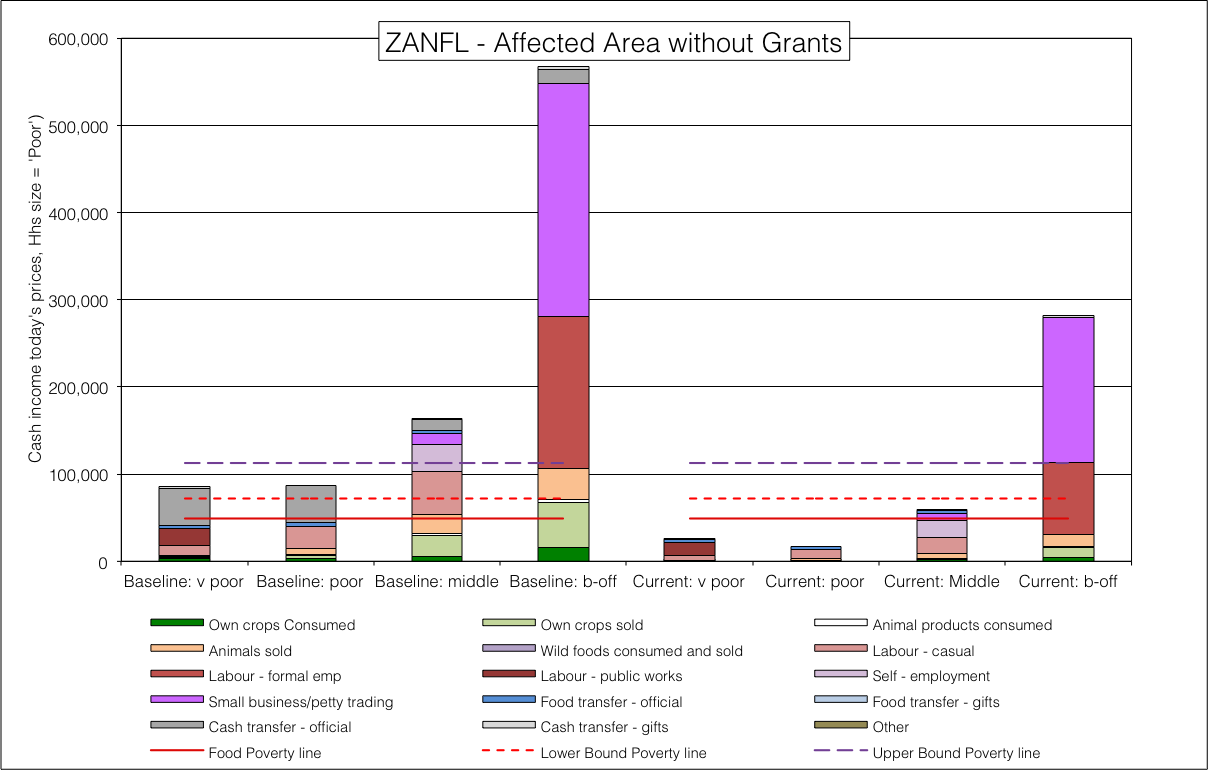 ZANFL - Affected Area without Grants
Cash income today's prices, Hhs size = 'Poor')
600,000
500,000
400,000
300,000
200,000
100,000
0
Baseline: v poor Baseline: poor Baseline: middle Baseline: b-off Current: v poor Current: poor Current: Middle Current: b-off
Own crops Consumed Own crops sold Animal products consumed
Animals sold Wild foods consumed and sold Labour - casual
Labour - formal emp Labour - public works Self - employment
Small business/petty trading Food transfer - official Food transfer - gifts
Cash transfer - official Cash transfer - gifts Other
Food Poverty line Lower Bound Poverty line Upper Bound Poverty line